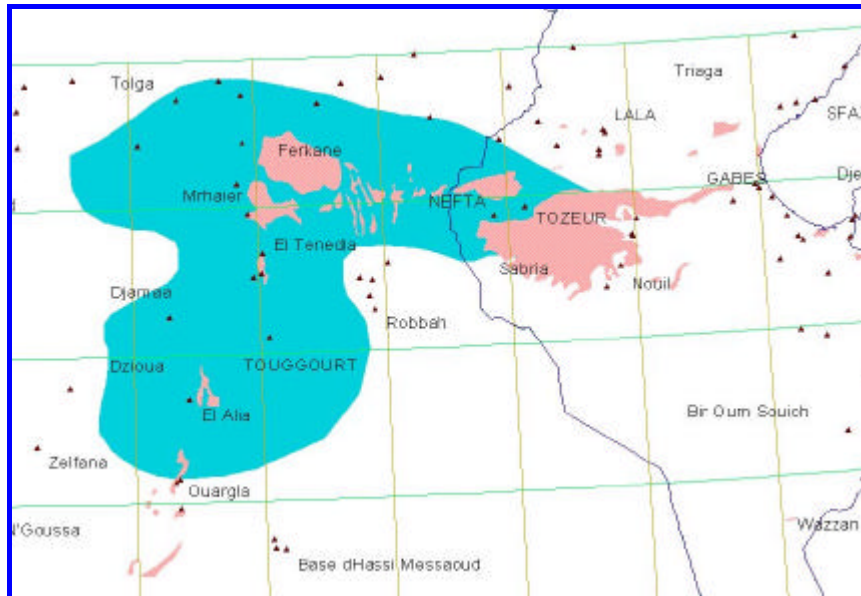 Tolga
Triaga
LALA
SFA
Ferkane
GABES
Dje
Mrhaier
NEFTA
TOZEUR
El Tenedla
Sabria
Nouil
Djamaa
Robbah
Dzioua
TOUGGOURT
El Alia
Bir Oum Souich
Zelfana
Ouargla
N'Goussa
Wazzan
Base dHassi Messaoud